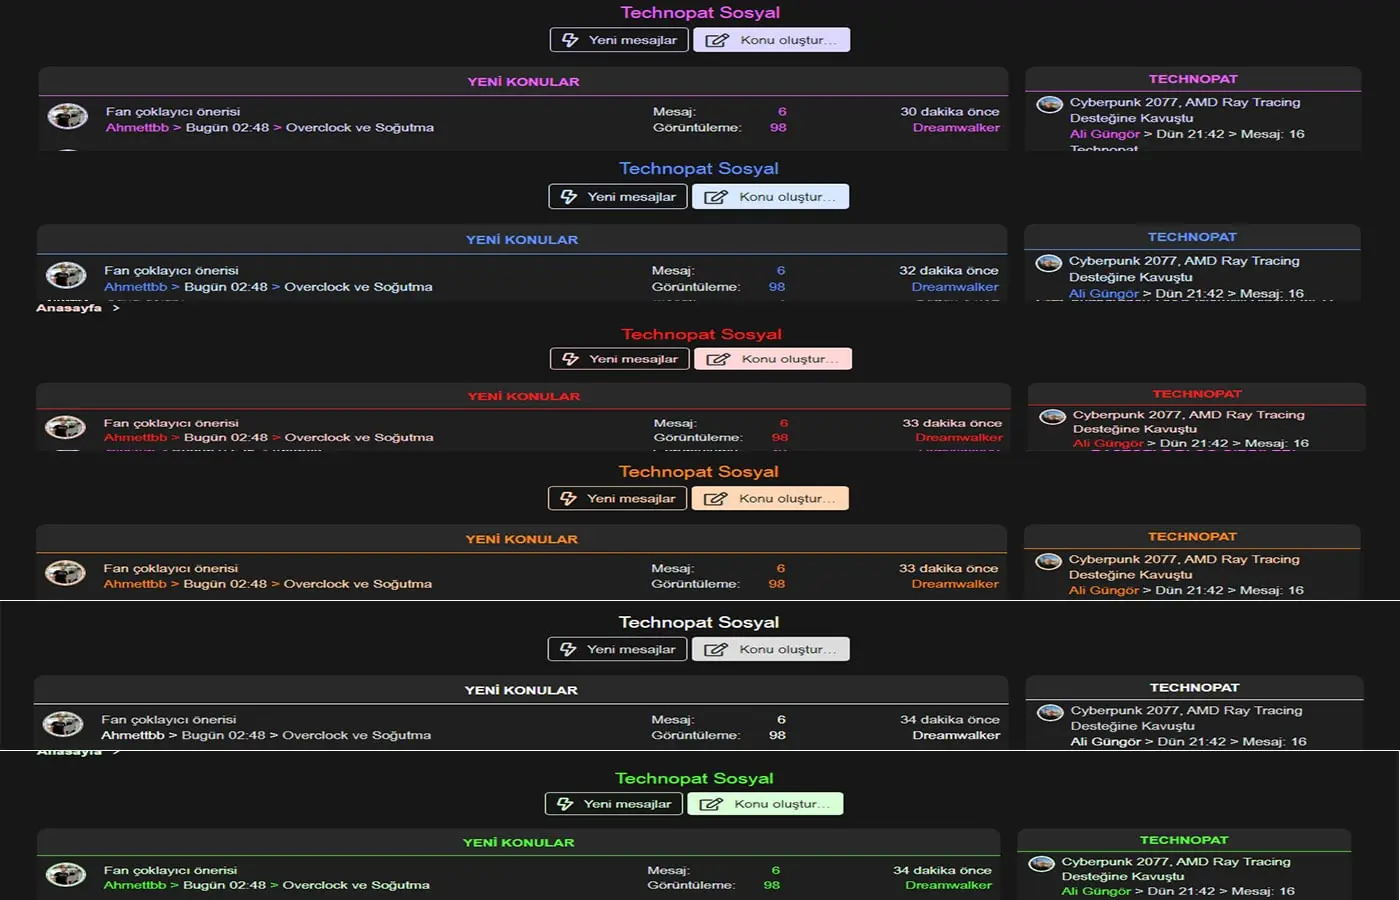 Technopat Sosyal
Yeni mesajlar
Konu oluştur...
YENİ KONULAR
TECHNOPAT
Fan çoklayıcı önerisi
Mesaj: 6
30 dakika önce
Ahmettbb > Bugün 02:48 > Overclock ve Soğutma
Görüntüleme: 98
Dreamwalker
Cyberpunk 2077, AMD Ray Tracing
Desteğine Kavuştu
Ali Güngör > Dün 21:42 > Mesaj: 16
Technopat
Technopat Sosyal
Yeni mesajlar
Konu oluştur...
YENİ KONULAR
TECHNOPAT
Fan çoklayıcı önerisi
Mesaj: 6
32 dakika önce
Ahmettbb > Bugün 02:48 > Overclock ve Soğutma
Görüntüleme: 98
Dreamwalker
Cyberpunk 2077, AMD Ray Tracing
Desteğine Kavuştu
Ali Güngör > Dün 21:42 > Mesaj: 16
Anasayfa >
Technopat Sosyal
Yeni mesajlar
Konu oluştur...
YENİ KONULAR
TECHNOPAT
Fan çoklayıcı önerisi
Mesaj: 6
33 dakika önce
Ahmettbb > Bugün 02:48 > Overclock ve Soğutma
Görüntüleme: 98
Dreamwalker
Cyberpunk 2077, AMD Ray Tracing
Desteğine Kavuştu
Ali Güngör > Dün 21:42 > Mesaj: 16
Technopat Sosyal
Yeni mesajlar
Konu oluştur...
YENİ KONULAR
TECHNOPAT
Fan çoklayıcı önerisi
Mesaj: 6
33 dakika önce
Ahmettbb > Bugün 02:48 > Overclock ve Soğutma
Görüntüleme: 98
Dreamwalker
Cyberpunk 2077, AMD Ray Tracing
Desteğine Kavuştu
Ali Güngör > Dün 21:42 > Mesaj: 16
Technopat Sosyal
Yeni mesajlar
Konu oluştur...
YENİ KONULAR
TECHNOPAT
Fan çoklayıcı önerisi
Mesaj: 6
34 dakika önce
Ahmettbb > Bugün 02:48 > Overclock ve Soğutma
Görüntüleme: 98
Dreamwalker
Cyberpunk 2077, AMD Ray Tracing
Desteğine Kavuştu
Ali Güngör > Dün 21:42 > Mesaj: 16
Anasayfa >
Technopat Sosyal
Yeni mesajlar
Konu oluştur...
YENİ KONULAR
TECHNOPAT
Fan çoklayıcı önerisi
Mesaj: 6
34 dakika önce
Ahmettbb > Bugün 02:48 > Overclock ve Soğutma
Görüntüleme: 98
Dreamwalker
Cyberpunk 2077, AMD Ray Tracing
Desteğine Kavuştu
Ali Güngör > Dün 21:42 > Mesaj: 16